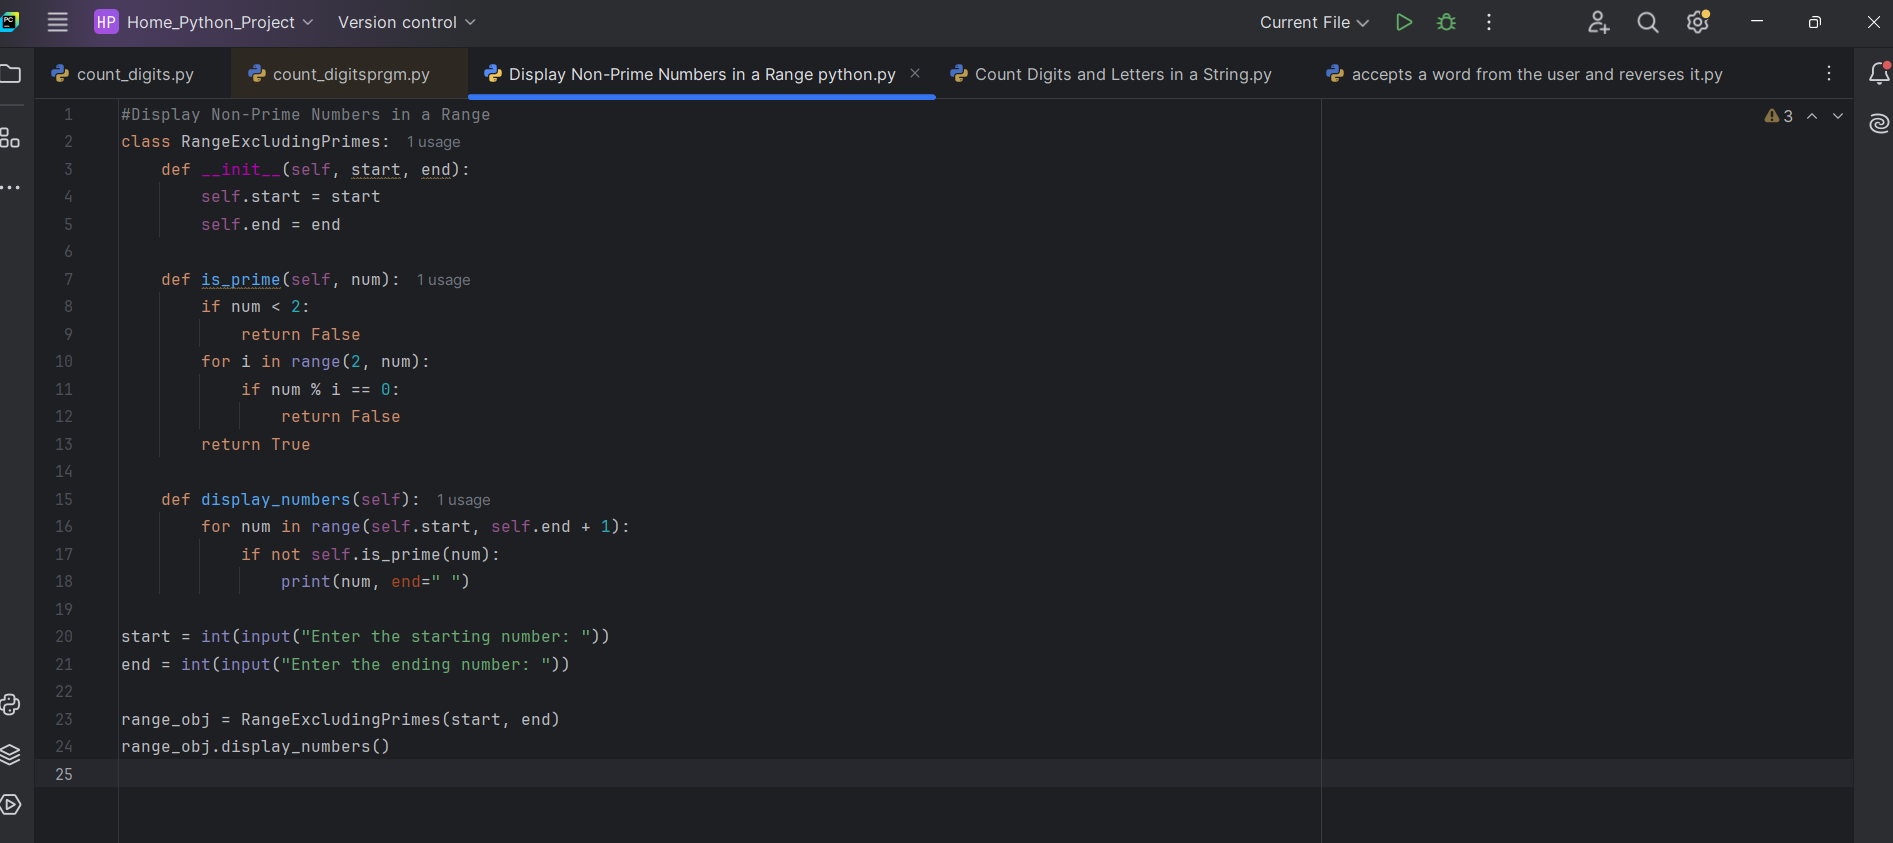 PC
HP Home_Python_Project Version control Current File
count_digits.py count_digitsprgm.py Display Non-Prime Numbers in a Range python.py Count Digits and Letters in a String.py accepts a word from the user and reverses it.py
1 #Display Non-Prime Numbers in a Range 3
2 class RangeExcludingPrimes: 1 usage
3 def __init__(self, start, end):
4 self.start = start
5 self.end = end
6
7 def is_prime(self, num): 1 usage
8 if num < 2:
9 return False
10 for i in range(2, num):
11 if num % i == 0:
12 return False
13 return True
14
15 def display_numbers(self): 1 usage
16 for num in range(self.start, self.end + 1):
17 if not self.is_prime(num):
18 print(num, end=" ")
19
20 start = int(input("Enter the starting number: "))
21 end = int(input("Enter the ending number: "))
22
23 range_obj = RangeExcludingPrimes(start, end)
24 range_obj.display_numbers()
25